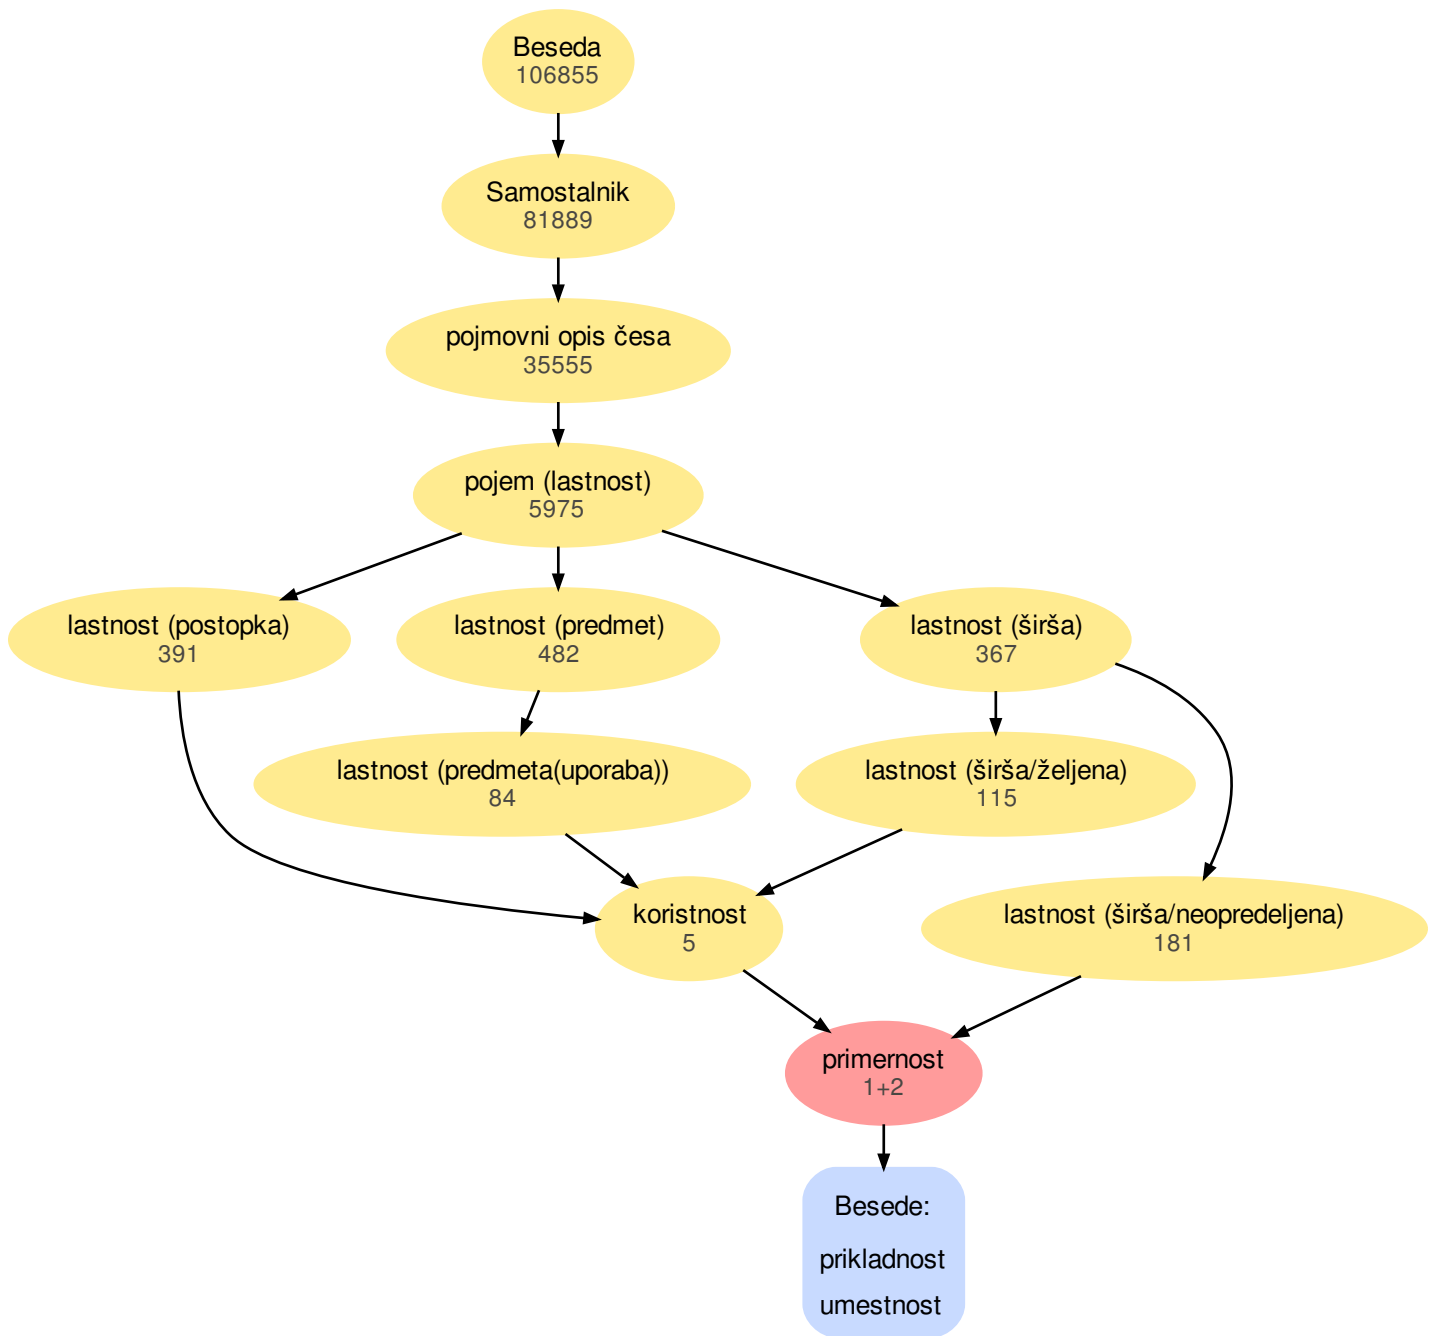 Beseda
106855
Samostalnik
81889
pojmovni opis česa
35555
pojem (lastnost)
5975
lastnost (postopka)
391
lastnost (predmet)
482
lastnost (širša)
367
lastnost (predmeta(uporaba))
84
lastnost (širša/željena)
115
koristnost
5
lastnost (širša/neopredeljena)
181
primernost
1+2
Besede:
prikladnost
umestnost